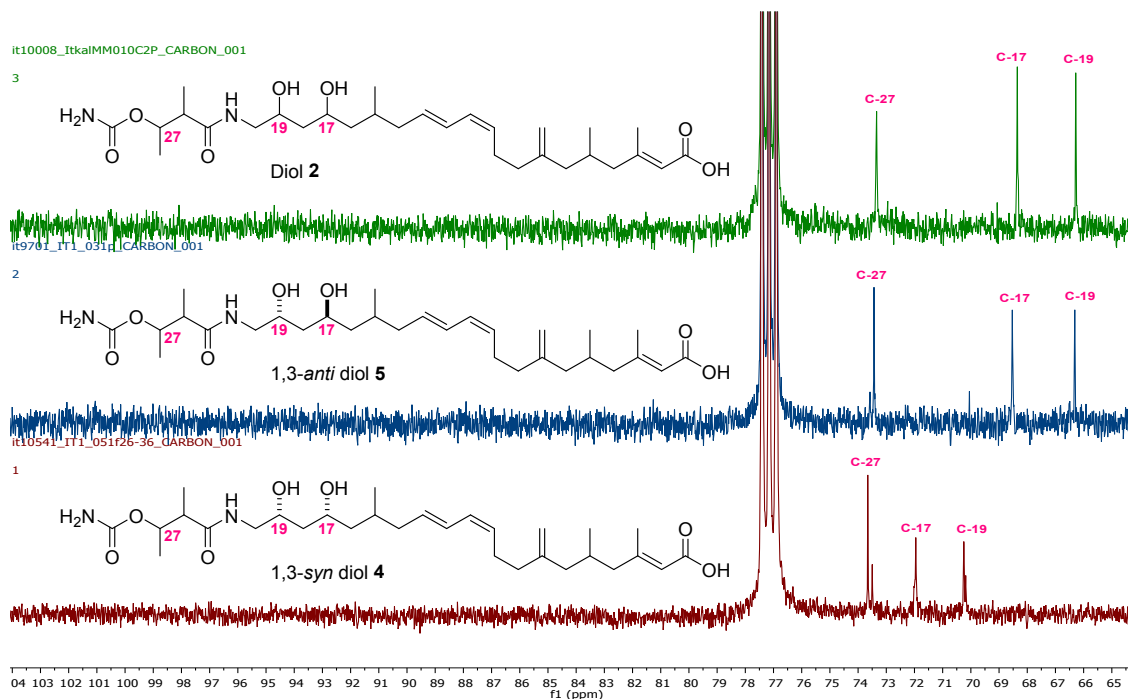 it10008_ItkalMM010C2P_CARBON_001
3
C-27
C-17
C-19
H2N
O
O
27
O
H
N
OH
OH
19
17
O
OH
Diol 2
it9701_IT1_031p_CARBON_001
2
C-27
C-17
C-19
H2N
O
O
27
O
H
N
OH
OH
19
17
O
OH
1,3-anti diol 5
it10541_IT1_051f26-36_CARBON_001
1
C-27
C-17
C-19
H2N
O
O
27
O
H
N
OH
OH
19
17
O
OH
1,3-syn diol 4
04 103 102 101 100 99 98 97 96 95 94 93 92 91 90 89 88 87 86 85 84 83 82 81 80 79 78 77 76 75 74 73 72 71 70 69 68 67 66 65
f1 (ppm)